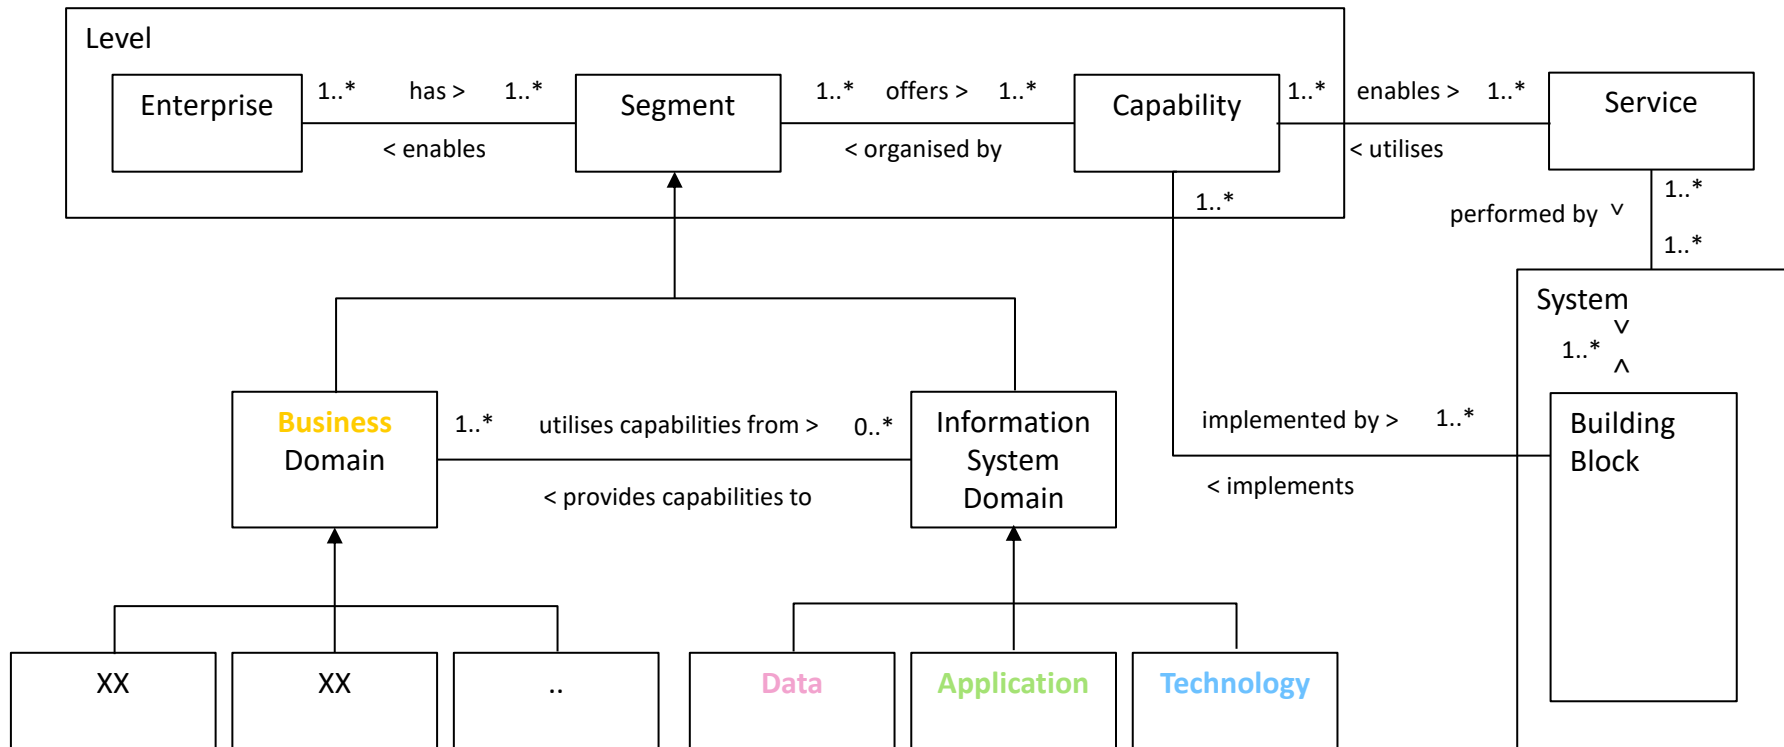 Level
Enterprise
1..*
has >
1..*
< enables
Segment
1..*
offers >
1..*
< organised by
Capability
1..*
enables >
1..*
< utilises
Service
1..*
1..*
performed by
˅
1..*
System
˅
1..*
˄
Business
Domain
1..*
utilises capabilities from >
0..*
< provides capabilities to
Information
System
Domain
implemented by >
1..*
< implements
Building
Block
XX
XX
..
Data
Application
Technology